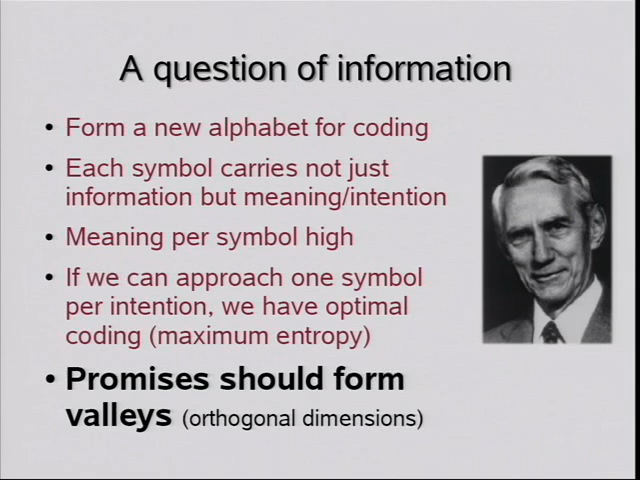 A question of information
• Form a new alphabet for coding
• Each symbol carries not just
information but meaning/intention
• Meaning per symbol high
• If we can approach one symbol
per intention, we have optimal
coding (maximum entropy)
• Promises should form
valleys (orthogonal dimensions)